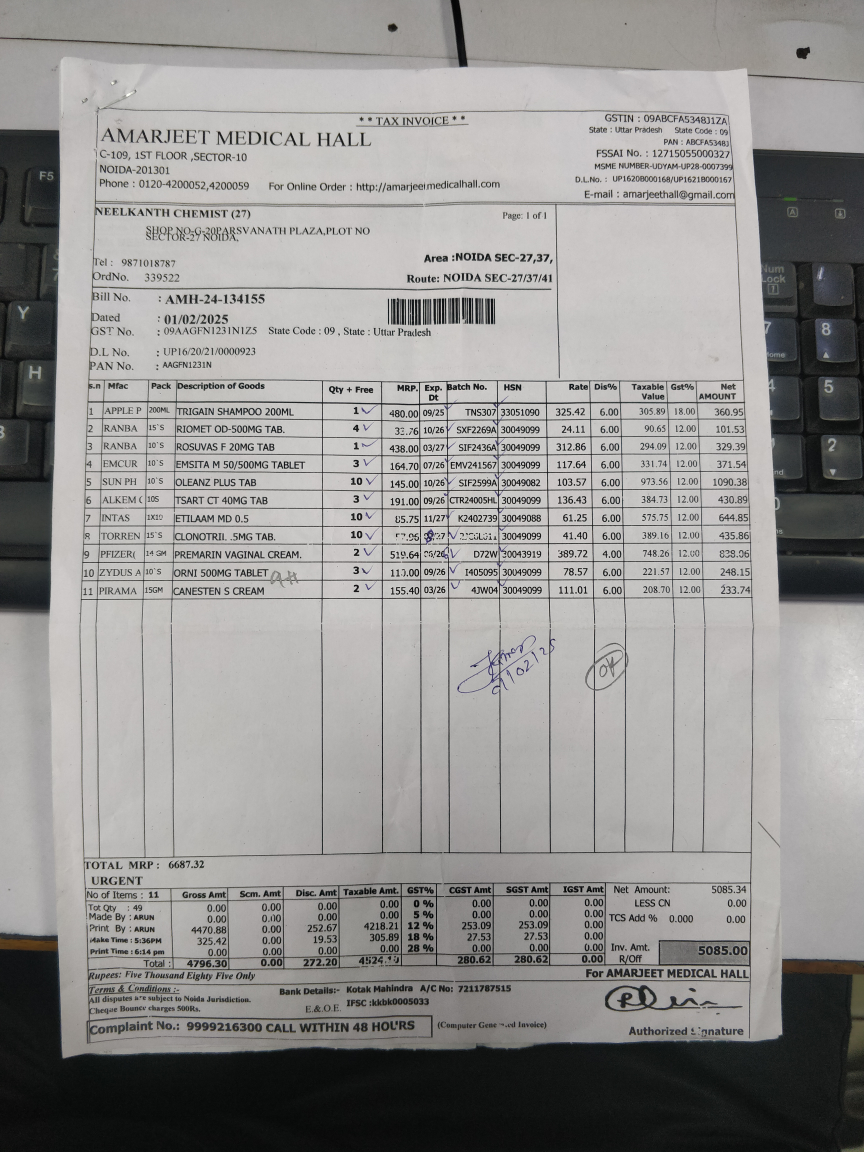 ** TAX INVOICE **
AMARJEET MEDICAL HALL
C-109, 1ST FLOOR ,SECTOR-10
NOIDA-201301
Phone : 0120-4200052,4200059 For Online Order : http://amarjeetmedicalhall.com
GSTIN : 09ABCFA5348J1ZA
State : Uttar Pradesh State Code : 09
PAN : ABCFA5348J
FSSAI No. : 12715055000327
MSME NUMBER-UDYAM-UP28-0007399
D.L.No. : UP1620B000168/UP1621B000167
E-mail : amarjeethall@gmail.com
NEELKANTH CHEMIST (27) Page: 1 of 1
SHOP NO-G-20PARSVANATH PLAZA,PLOT NO
SECTOR-27 NOIDA,
Tel : 9871018787 Area :NOIDA SEC-27,37,
OrdNo. 339522 Route: NOIDA SEC-27/37/41
Bill No. : AMH-24-134155
Dated : 01/02/2025
GST No. : 09AAGFN1231N1Z5 State Code : 09 , State : Uttar Pradesh
D.L No. : UP16/20/21/0000923
PAN No. : AAGFN1231N
s.n Mfac Pack Description of Goods Qty + Free MRP. Exp. Dt Batch No. HSN Rate Dis% Taxable Value Gst% Net AMOUNT
1 APPLE P 200ML TRIGAIN SHAMPOO 200ML 1 480.00 09/25 TNS307 33051090 325.42 6.00 305.89 18.00 360.95
2 RANBA 15`S RIOMET OD-500MG TAB. 4 33.76 10/26 SXF2269A 30049099 24.11 6.00 90.65 12.00 101.53
3 RANBA 10`S ROSUVAS F 20MG TAB 1 438.00 03/27 SIF2436A 30049099 312.86 6.00 294.09 12.00 329.39
4 EMCUR 10`S EMSITA M 50/500MG TABLET 3 164.70 07/26 EMV241567 30049099 117.64 6.00 331.74 12.00 371.54
5 SUN PH 10`S OLEANZ PLUS TAB 10 145.00 10/26 SIF2599A 30049082 103.57 6.00 973.56 12.00 1090.38
6 ALKEM ( 10S TSART CT 40MG TAB 3 191.00 09/26 CTR24005HL 30049099 136.43 6.00 384.73 12.00 430.89
7 INTAS 1X10 ETILAAM MD 0.5 10 85.75 11/27 K2402739 30049088 61.25 6.00 575.75 12.00 644.85
8 TORREN 15`S CLONOTRIL .5MG TAB. 10 30049099 41.40 6.00 389.16 12.00 435.86
9 PFIZER( 14 GM PREMARIN VAGINAL CREAM. 2 519.64 D72W 30043919 389.72 4.00 748.26 12.00 838.06
10 ZYDUS A 10`S ORNI 500MG TABLET 3 110.00 09/26 I405095 30049099 78.57 6.00 221.57 12.00 248.15
11 PIRAMA 15GM CANESTEN S CREAM 2 155.40 03/26 4JW04 30049099 111.01 6.00 208.70 12.00 233.74
01/02/25
OK
TOTAL MRP : 6687.32
URGENT
No of Items : 11 Gross Amt Scm. Amt Disc. Amt Taxable Amt. GST% CGST Amt SGST Amt IGST Amt
Tot Qty : 49 0.00 0.00 0.00 0.00 0 % 0.00 0.00 0.00
Made By : ARUN 0.00 0.00 0.00 0.00 5 % 0.00 0.00 0.00
Print By : ARUN 4470.88 0.00 252.67 4218.21 12 % 253.09 253.09 0.00
Make Time : 5:36PM 325.42 0.00 19.53 305.89 18 % 27.53 27.53 0.00
Print Time : 6:14 pm 0.00 0.00 0.00 0.00 28 % 0.00 0.00 0.00
Total : 4796.30 0.00 272.20 4524.10 280.62 280.62 0.00
Net Amount: 5085.34
LESS CN 0.00
TCS Add % 0.000 0.00
Inv. Amt. 5085.00
R/Off
Rupees: Five Thousand Eighty Five Only
For AMARJEET MEDICAL HALL
Terms & Conditions :-
All disputes are subject to Noida Jurisdiction.
Cheque Bounce charges 500Rs.
E.& O.E
Bank Details:- Kotak Mahindra A/C No: 7211787515
IFSC :kkbk0005033
Complaint No.: 9999216300 CALL WITHIN 48 HOURS
(Computer Generated Invoice)
Authorized Signature
F5
Y
H
Num Lock
7
Home
8
4
5
2